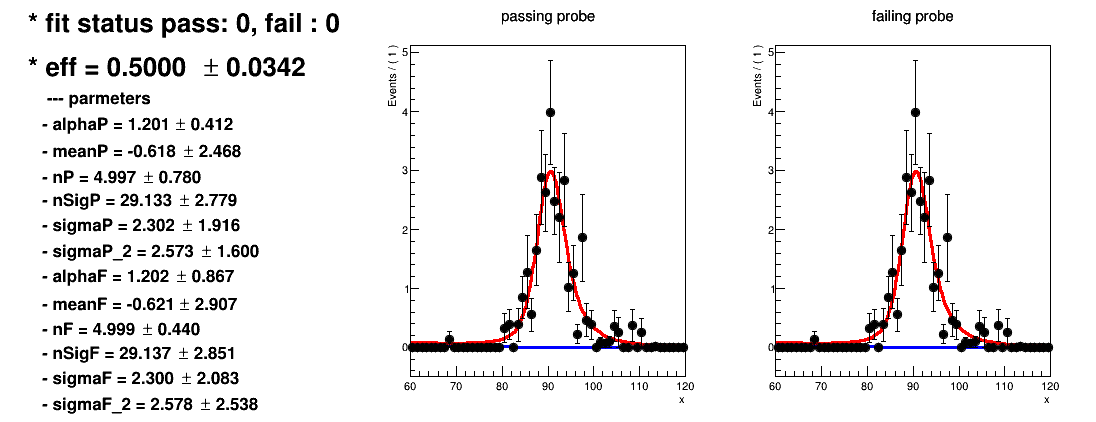 * fit status pass: 0, fail : 0
* eff = 0.5000 ± 0.0342
--- parmeters
- alphaP = 1.201 ± 0.412
- meanP = -0.618 ± 2.468
- nP = 4.997 ± 0.780
- nSigP = 29.133 ± 2.779
- sigmaP = 2.302 ± 1.916
- sigmaP_2 = 2.573 ± 1.600
- alphaF = 1.202 ± 0.867
- meanF = -0.621 ± 2.907
- nF = 4.999 ± 0.440
- nSigF = 29.137 ± 2.851
- sigmaF = 2.300 ± 2.083
- sigmaF_2 = 2.578 ± 2.538
passing probe
Events / ( 1 )
5
4
3
2
1
0
60 70 80 90 100 110 120
x
failing probe
Events / ( 1 )
5
4
3
2
1
0
60 70 80 90 100 110 120
x